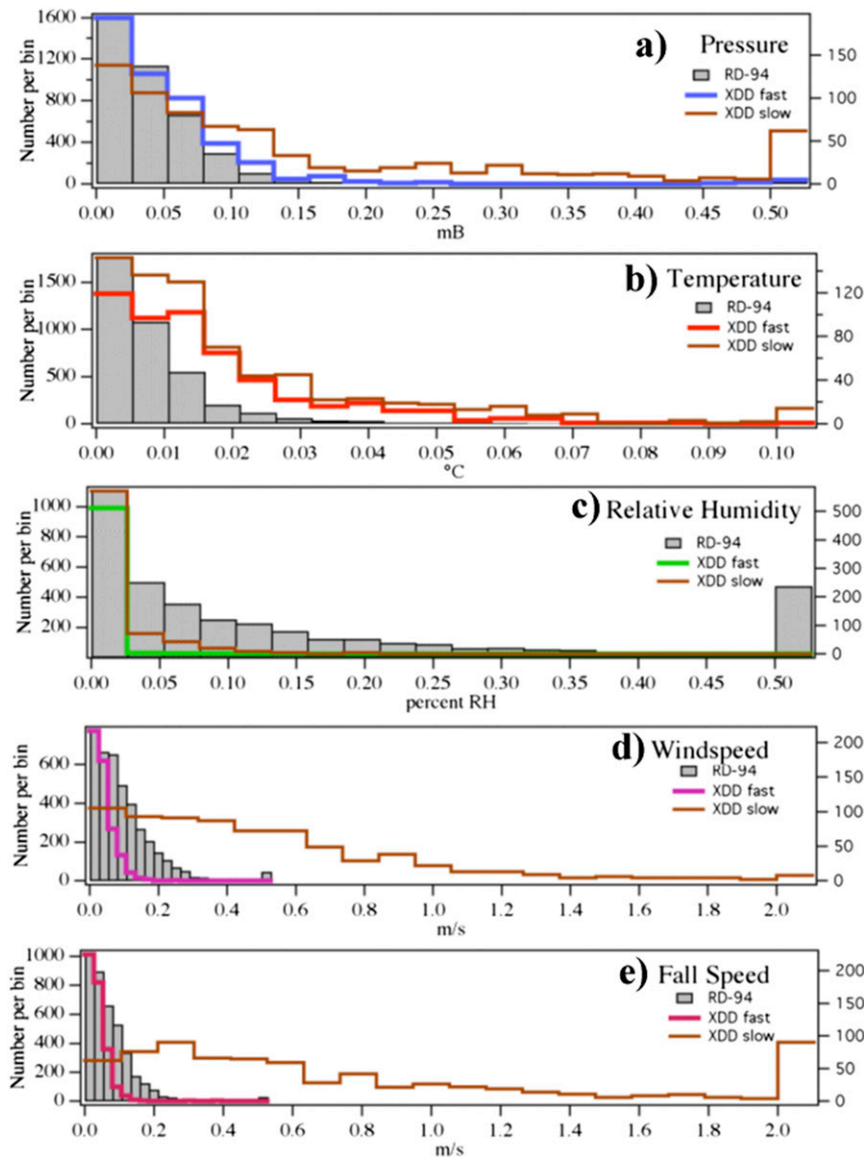 a) Pressure
RD-94
XDD fast
XDD slow
Number per bin
1600
1200
800
400
0
150
100
50
0
0.00 0.05 0.10 0.15 0.20 0.25 0.30 0.35 0.40 0.45 0.50
mB
b) Temperature
RD-94
XDD fast
XDD slow
Number per bin
1500
1000
500
0
120
80
40
0
0.00 0.01 0.02 0.03 0.04 0.05 0.06 0.07 0.08 0.09 0.10
°C
c) Relative Humidity
RD-94
XDD fast
XDD slow
Number per bin
1000
800
600
400
200
500
400
300
200
100
0
0.00 0.05 0.10 0.15 0.20 0.25 0.30 0.35 0.40 0.45 0.50
percent RH
d) Windspeed
RD-94
XDD fast
XDD slow
Number per bin
600
400
200
0
200
150
100
50
0
0.0 0.2 0.4 0.6 0.8 1.0 1.2 1.4 1.6 1.8 2.0
m/s
e) Fall Speed
RD-94
XDD fast
XDD slow
Number per bin
1000
800
600
400
200
0
200
150
100
50
0
0.0 0.2 0.4 0.6 0.8 1.0 1.2 1.4 1.6 1.8 2.0
m/s